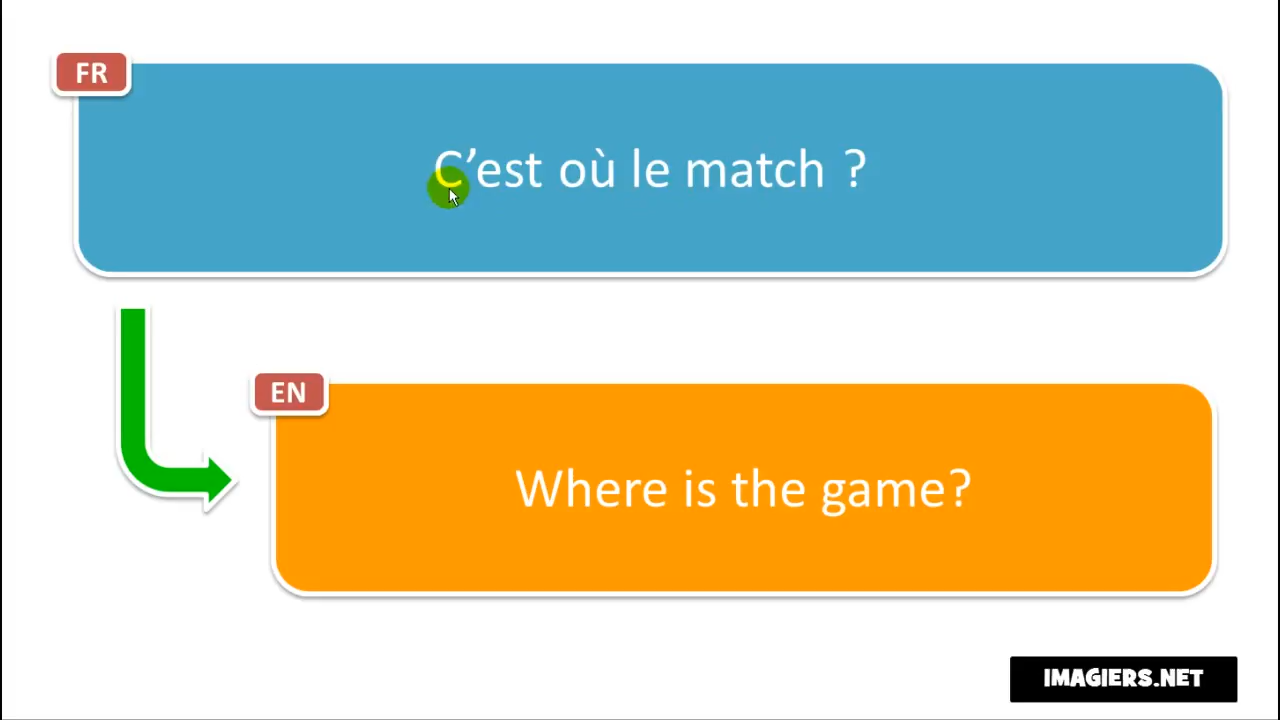 FR
C’est où le match ?
EN
Where is the game?
IMAGIERS.NET